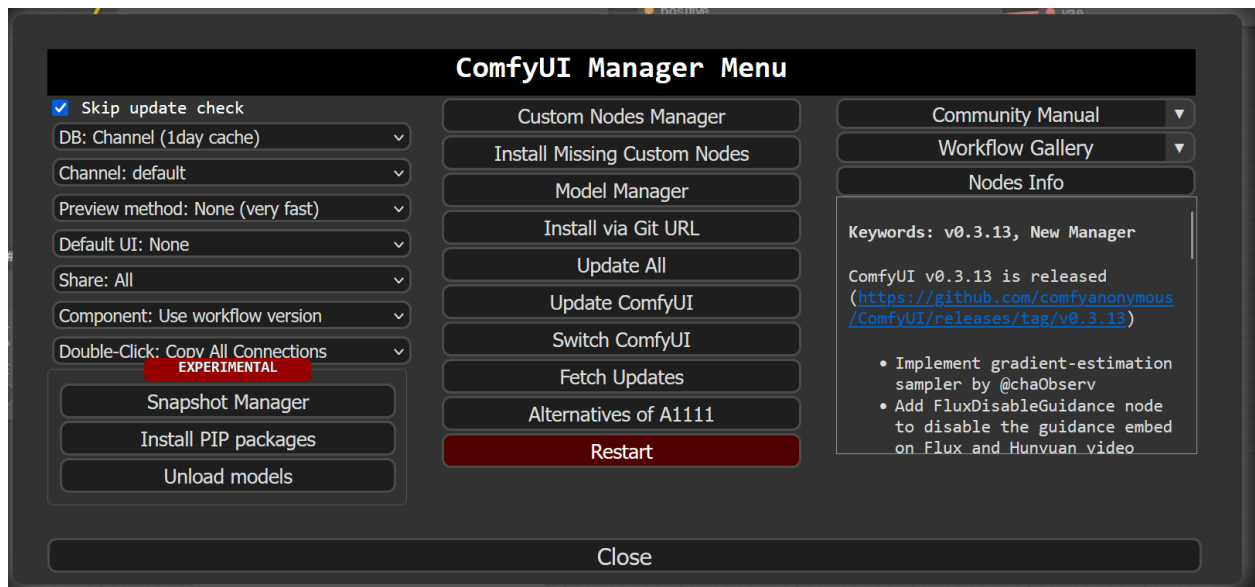 positive
vae
ComfyUI Manager Menu
Skip update check
DB: Channel (1day cache)
Channel: default
Preview method: None (very fast)
Default UI: None
Share: All
Component: Use workflow version
Double-Click: Copy All Connections
EXPERIMENTAL
Snapshot Manager
Install PIP packages
Unload models
Custom Nodes Manager
Install Missing Custom Nodes
Model Manager
Install via Git URL
Update All
Update ComfyUI
Switch ComfyUI
Fetch Updates
Alternatives of A1111
Restart
Community Manual
Workflow Gallery
Nodes Info
Keywords: v0.3.13, New Manager
ComfyUI v0.3.13 is released
(https://github.com/comfyanonymous
/ComfyUI/releases/tag/v0.3.13)
• Implement gradient-estimation
sampler by @chaObserv
• Add FluxDisableGuidance node
to disable the guidance embed
on Flux and Hunyuan video
Close